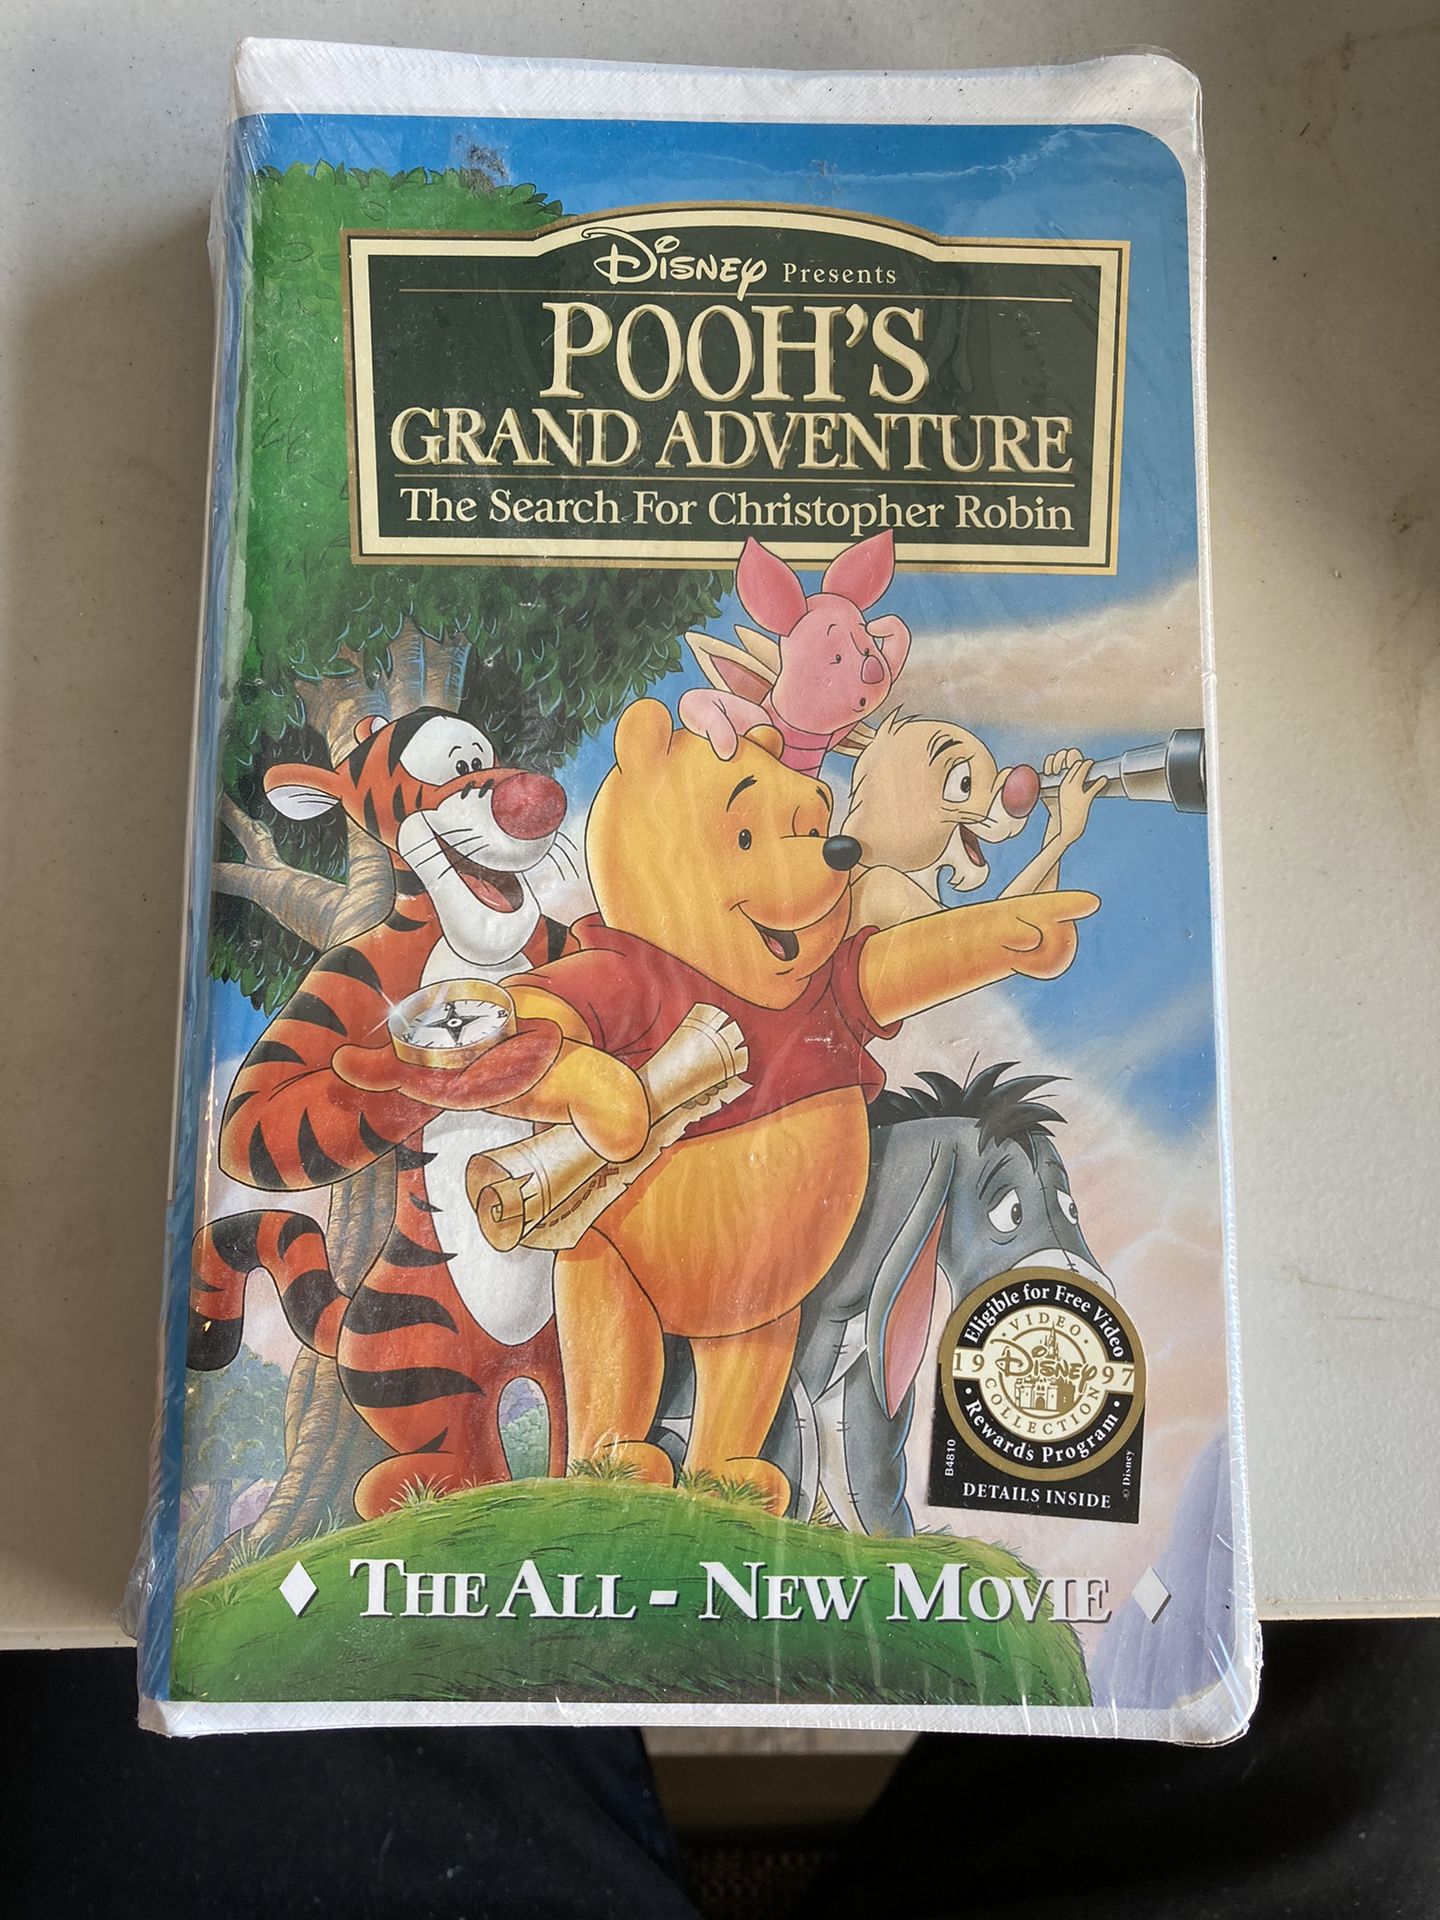 Disney Presents
POOH'S
GRAND ADVENTURE
The Search For Christopher Robin
Eligible for Free Video
VIDEO
19 Disney 97
COLLECTION
Rewards Program
B4810
© Disney
DETAILS INSIDE
THE ALL-NEW MOVIE